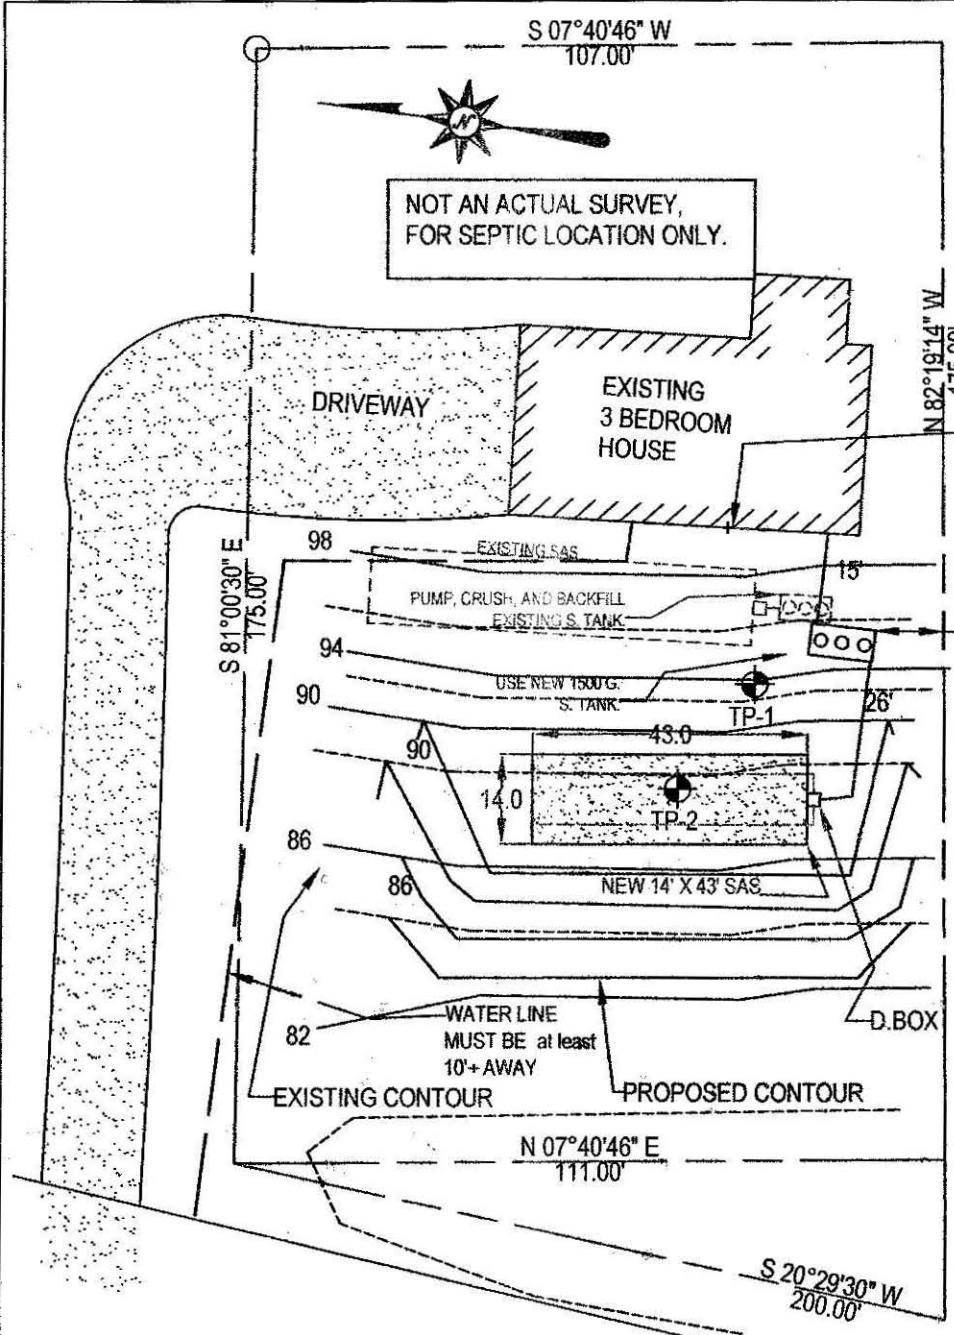 S 07°40'46" W
107.00'
N
NOT AN ACTUAL SURVEY,
FOR SEPTIC LOCATION ONLY.
N 82°19'14" W
175.00'
DRIVEWAY
EXISTING
3 BEDROOM
HOUSE
S 81°00'30" E
175.00'
98
EXISTING SAS
15'
PUMP, CRUSH, AND BACKFILL
EXISTING S. TANK.
94
90
USE NEW 1500 G.
S. TANK.
TP-1
26'
90
43.0
14.0
TP-2
86
86
NEW 14' X 43' SAS
82
WATER LINE
MUST BE at least
10'+ AWAY
D.BOX
EXISTING CONTOUR
PROPOSED CONTOUR
N 07°40'46" E
111.00'
S 20°29'30" W
200.00'